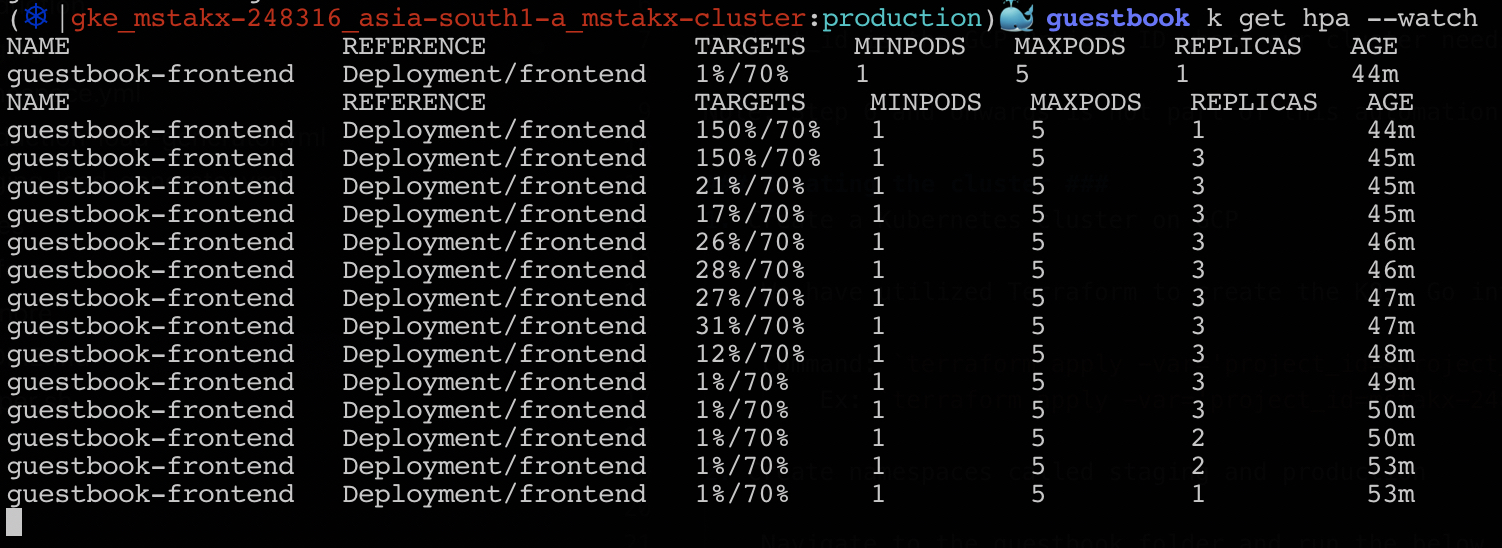 (⎈|gke_mstakx-248316_asia-south1-a_mstakx-cluster:production)🐳 guestbook k get hpa --watch
NAME REFERENCE TARGETS MINPODS MAXPODS REPLICAS AGE
guestbook-frontend Deployment/frontend 1%/70% 1 5 1 44m
NAME REFERENCE TARGETS MINPODS MAXPODS REPLICAS AGE
guestbook-frontend Deployment/frontend 150%/70% 1 5 1 44m
guestbook-frontend Deployment/frontend 150%/70% 1 5 3 45m
guestbook-frontend Deployment/frontend 21%/70% 1 5 3 45m
guestbook-frontend Deployment/frontend 17%/70% 1 5 3 45m
guestbook-frontend Deployment/frontend 26%/70% 1 5 3 46m
guestbook-frontend Deployment/frontend 28%/70% 1 5 3 46m
guestbook-frontend Deployment/frontend 27%/70% 1 5 3 47m
guestbook-frontend Deployment/frontend 31%/70% 1 5 3 47m
guestbook-frontend Deployment/frontend 12%/70% 1 5 3 48m
guestbook-frontend Deployment/frontend 1%/70% 1 5 3 49m
guestbook-frontend Deployment/frontend 1%/70% 1 5 3 50m
guestbook-frontend Deployment/frontend 1%/70% 1 5 2 50m
guestbook-frontend Deployment/frontend 1%/70% 1 5 2 53m
guestbook-frontend Deployment/frontend 1%/70% 1 5 1 53m